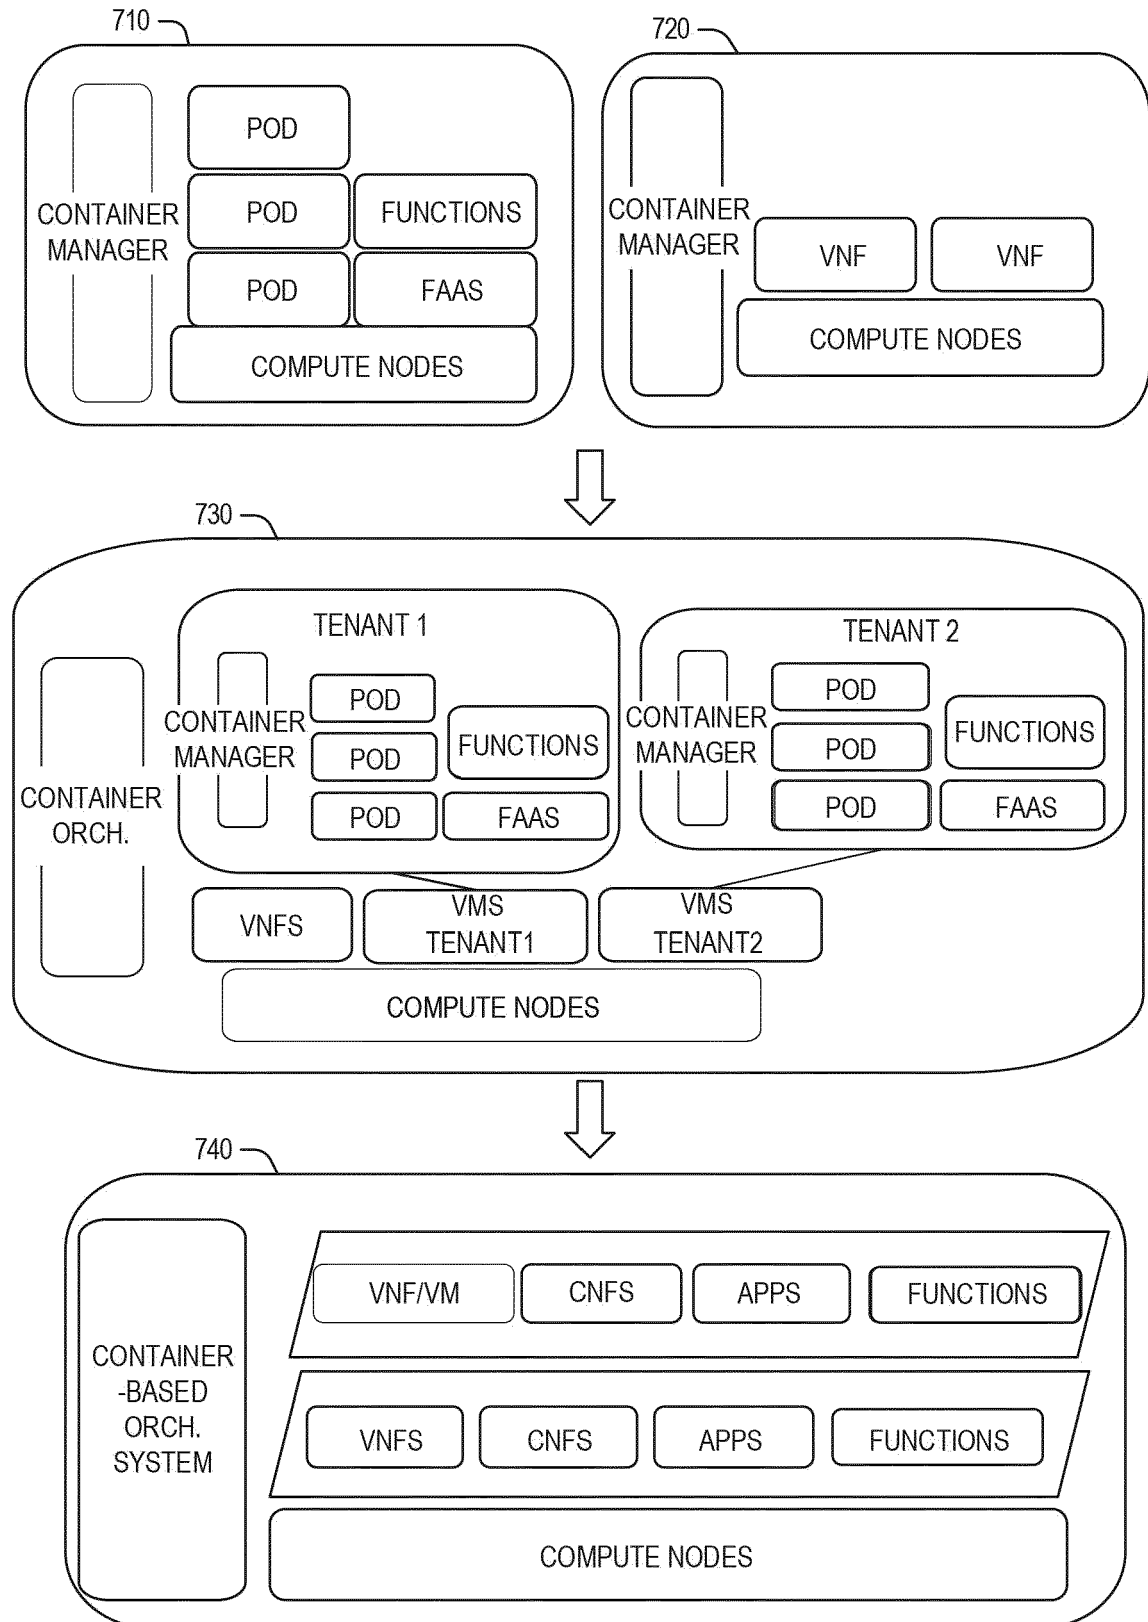 710
CONTAINER
MANAGER
POD
POD
FUNCTIONS
POD
FAAS
COMPUTE NODES
720
CONTAINER
MANAGER
VNF
VNF
COMPUTE NODES
730
CONTAINER
ORCH.
TENANT 1
CONTAINER
MANAGER
POD
POD
FUNCTIONS
POD
FAAS
TENANT 2
CONTAINER
MANAGER
POD
POD
FUNCTIONS
POD
FAAS
VNFS
VMS
TENANT1
VMS
TENANT2
COMPUTE NODES
740
CONTAINER
-BASED
ORCH.
SYSTEM
VNF/VM
CNFS
APPS
FUNCTIONS
VNFS
CNFS
APPS
FUNCTIONS
COMPUTE NODES